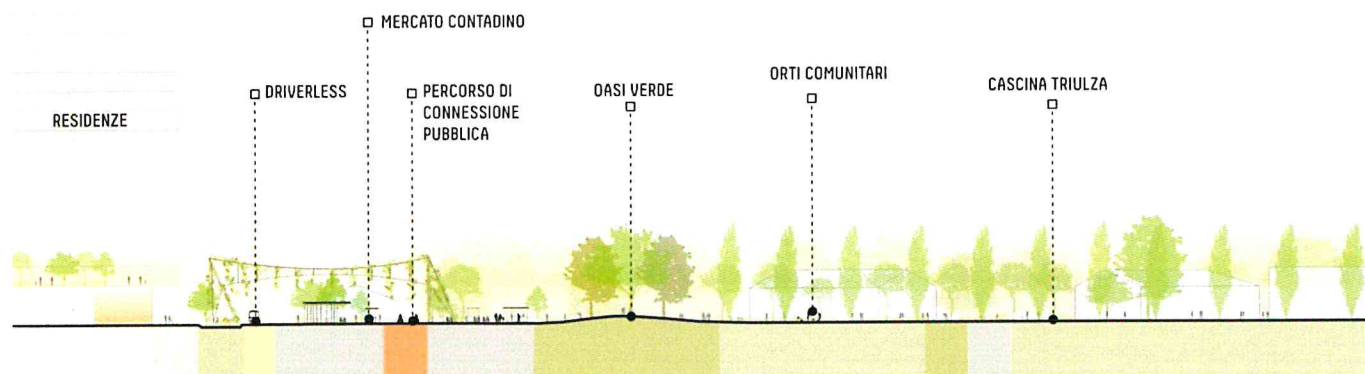 MERCATO CONTADINO
DRIVERLESS
PERCORSO DI
CONNESSIONE
PUBBLICA
OASI VERDE
ORTI COMUNITARI
CASCINA TRIULZA
RESIDENZE